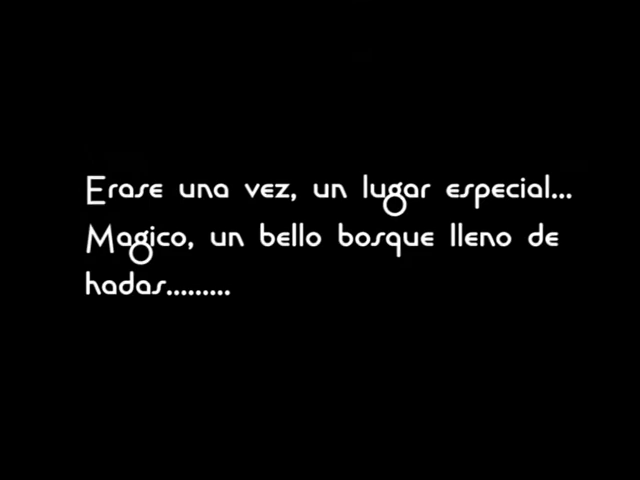 Erase una vez, un lugar especial...
Magico, un bello bosque lleno de
hadas.........